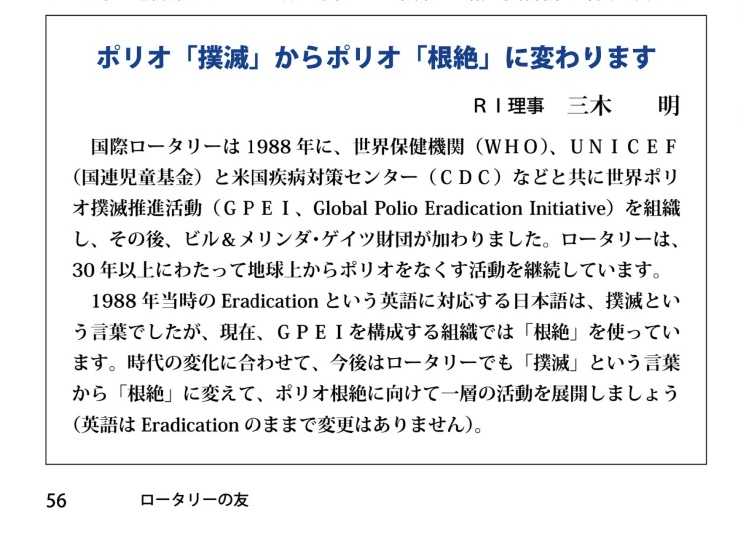 ポリオ「撲滅」からポリオ「根絶」に変わります
ＲＩ理事　三木　　明
国際ロータリーは 1988 年に、世界保健機関（ＷＨＯ）、ＵＮＩＣＥＦ
（国連児童基金）と米国疾病対策センター（ＣＤＣ）などと共に世界ポリ
オ撲滅推進活動（ＧＰＥＩ、Global Polio Eradication Initiative）を組織
し、その後、ビル＆メリンダ・ゲイツ財団が加わりました。ロータリーは、
30 年以上にわたって地球上からポリオをなくす活動を継続しています。
1988 年当時の Eradication という英語に対応する日本語は、撲滅とい
う言葉でしたが、現在、ＧＰＥＩを構成する組織では「根絶」を使ってい
ます。時代の変化に合わせて、今後はロータリーでも「撲滅」という言葉
から「根絶」に変えて、ポリオ根絶に向けて一層の活動を展開しましょう
（英語は Eradication のままで変更はありません）。
56　ロータリーの友